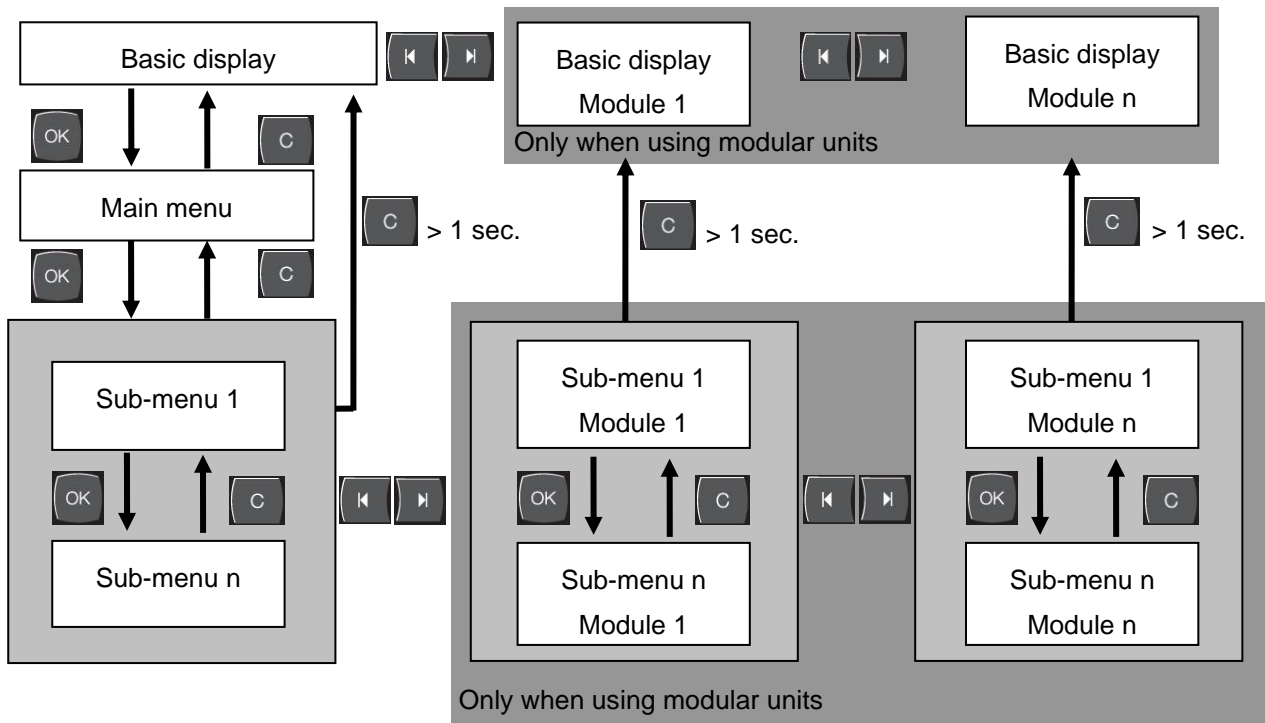 Basic display
Basic display
Module 1
Basic display
Module n
Only when using modular units
OK
C
Main menu
C
> 1 sec.
C
> 1 sec.
C
> 1 sec.
OK
C
Sub-menu 1
Sub-menu 1
Module 1
Sub-menu 1
Module n
OK
C
OK
C
OK
C
Sub-menu n
Sub-menu n
Module 1
Sub-menu n
Module n
Only when using modular units